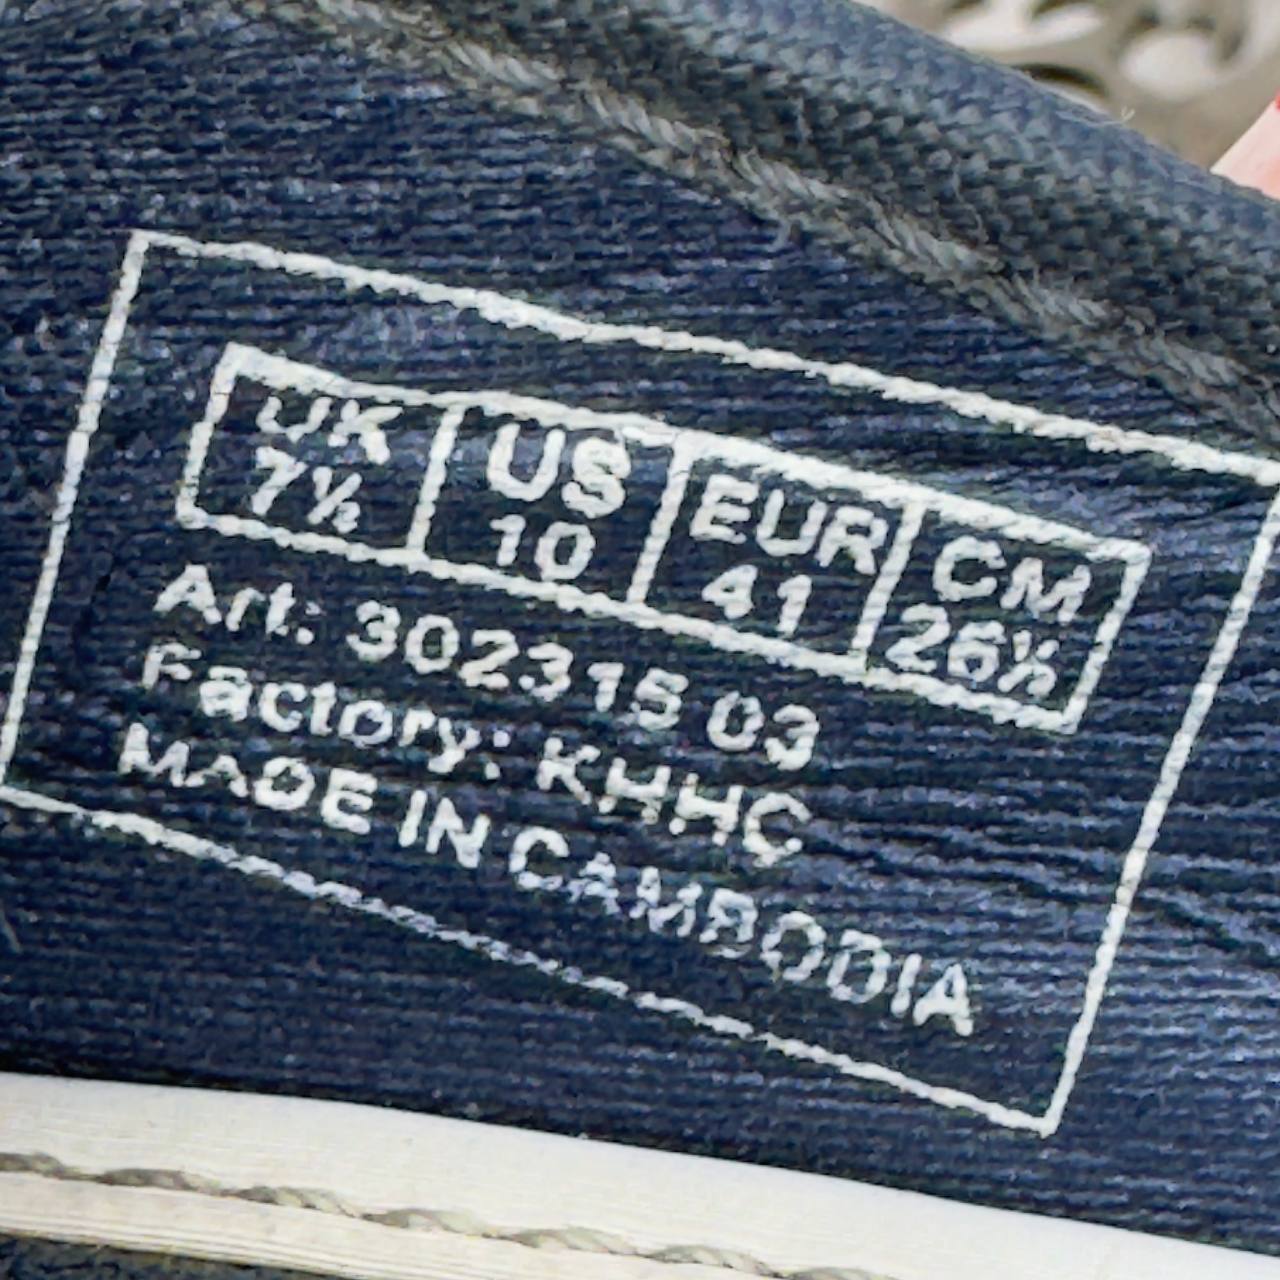 UK US EUR CM
7½ 10 41 26½
Art: 302315 03
Factory: KHHC
MADE IN CAMBODIA